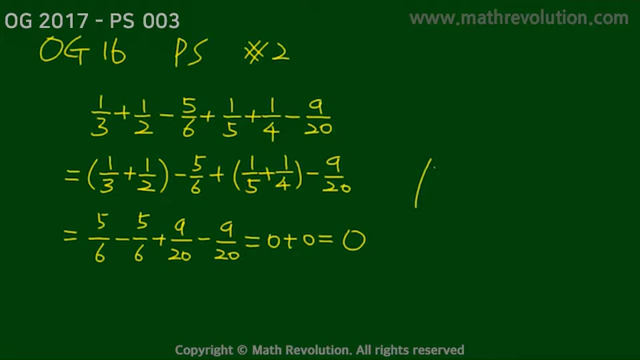 OG 2017 - PS 003
www.mathrevolution.com
OG 16 PS #2
1/3 + 1/2 - 5/6 + 1/5 + 1/4 - 9/20
= (1/3 + 1/2) - 5/6 + (1/5 + 1/4) - 9/20
= 5/6 - 5/6 + 9/20 - 9/20 = 0 + 0 = 0
(
Copyright © Math Revolution. All rights reserved